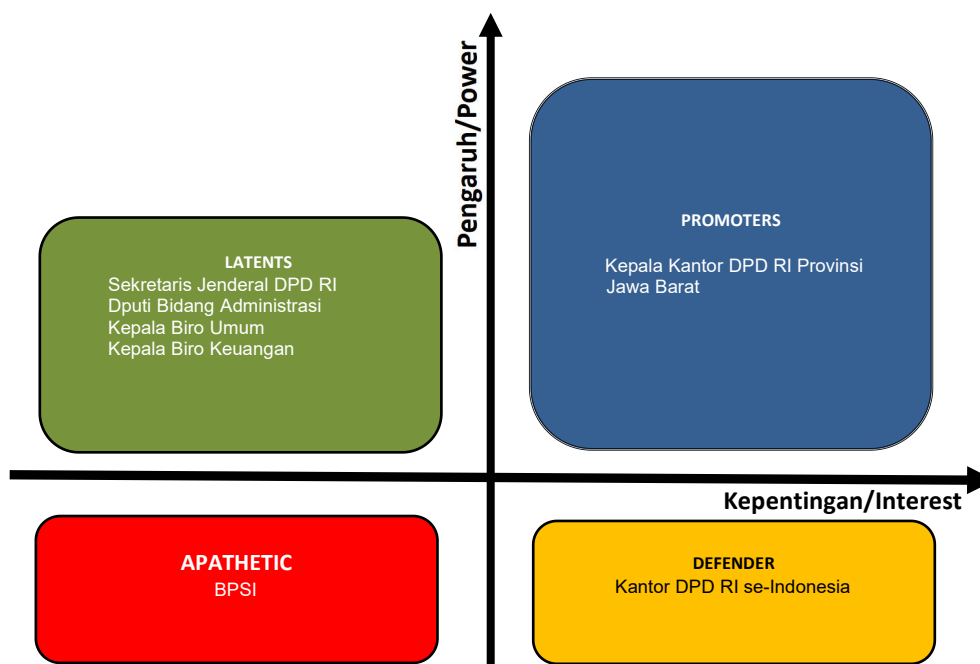 Pengaruh/Power
PROMOTERS
Kepala Kantor DPD RI Provinsi
Jawa Barat
LATENTS
Sekretaris Jenderal DPD RI
Dputi Bidang Administrasi
Kepala Biro Umum
Kepala Biro Keuangan
Kepentingan/Interest
APATHETIC
BPSI
DEFENDER
Kantor DPD RI se-Indonesia